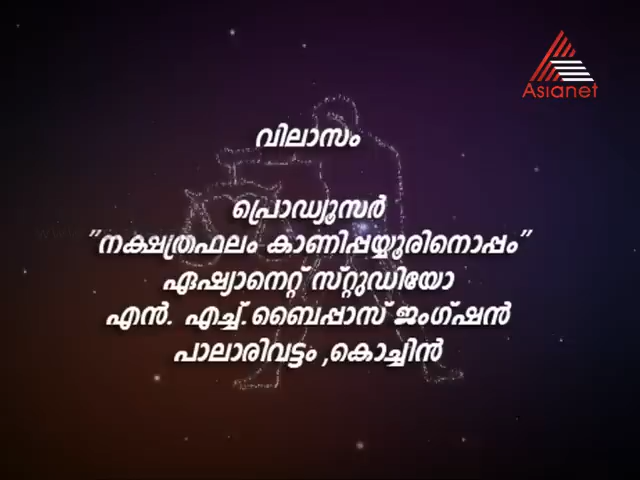 Asianet
വിലാസം
പ്രൊഡ്യൂസർ
"നക്ഷത്രഫലം കാണിപ്പയ്യൂരിനൊപ്പം"
ഏഷ്യാനെറ്റ് സ്റ്റുഡിയോ
എൻ. എച്ച്.ബൈപ്പാസ് ജംഗ്ഷൻ
പാലാരിവട്ടം ,കൊച്ചിൻ